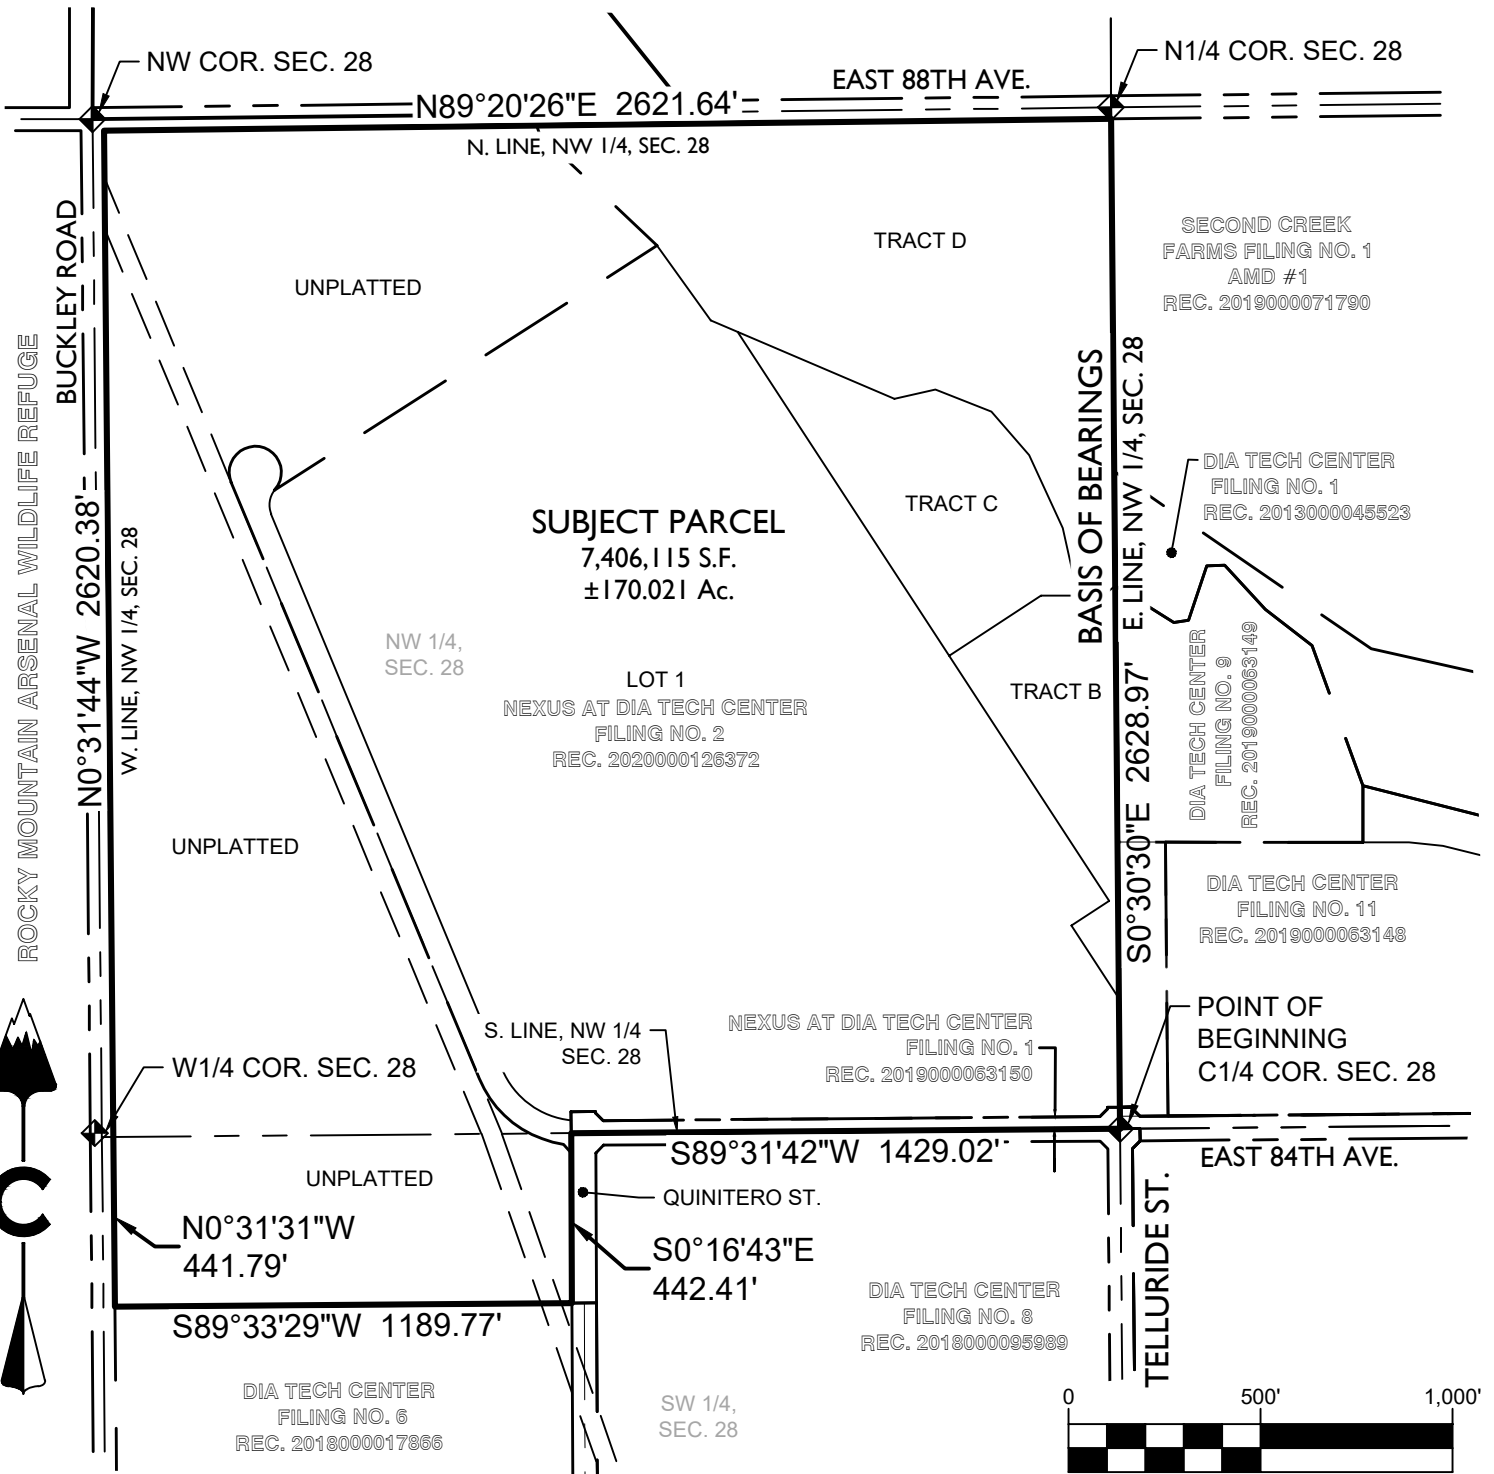 NW COR. SEC. 28
N1/4 COR. SEC. 28
EAST 88TH AVE.
N89°20'26"E 2621.64'
N. LINE, NW 1/4, SEC. 28
BUCKLEY ROAD
ROCKY MOUNTAIN ARSENAL WILDLIFE REFUGE
UNPLATTED
TRACT D
SECOND CREEK
FARMS FILING NO. 1
AMD #1
REC. 2019000071790
N0°31'44"W 2620.38'
W. LINE, NW 1/4, SEC. 28
SUBJECT PARCEL
7,406,115 S.F.
±170.021 Ac.
TRACT C
BASIS OF BEARINGS
E. LINE, NW 1/4, SEC. 28
S0°30'30"E 2628.97'
DIA TECH CENTER
FILING NO. 1
REC. 2013000045523
NW 1/4,
SEC. 28
LOT 1
NEXUS AT DIA TECH CENTER
FILING NO. 2
REC. 2020000126372
TRACT B
DIA TECH CENTER
FILING NO. 9
REC. 2019000063149
UNPLATTED
DIA TECH CENTER
FILING NO. 11
REC. 2019000063148
S. LINE, NW 1/4
SEC. 28
NEXUS AT DIA TECH CENTER
FILING NO. 1
REC. 2019000063150
POINT OF
BEGINNING
C1/4 COR. SEC. 28
W1/4 COR. SEC. 28
S89°31'42"W 1429.02'
EAST 84TH AVE.
UNPLATTED
QUINITERO ST.
C
N0°31'31"W
441.79'
S0°16'43"E
442.41'
TELLURIDE ST.
S89°33'29"W 1189.77'
DIA TECH CENTER
FILING NO. 8
REC. 2018000095989
DIA TECH CENTER
FILING NO. 6
REC. 2018000017866
SW 1/4,
SEC. 28
0 500' 1,000'